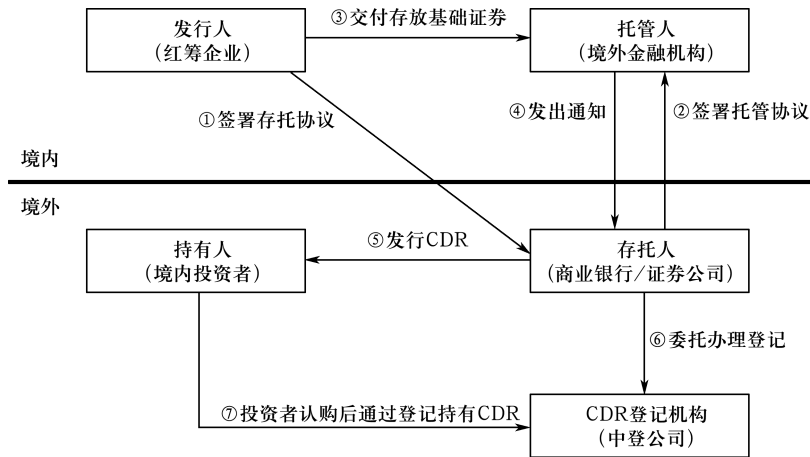 发行人
（红筹企业）
③交付存放基础证券
托管人
（境外金融机构）
①签署存托协议
④发出通知
②签署托管协议
境内
境外
持有人
（境内投资者）
⑤发行CDR
存托人
（商业银行/证券公司）
⑥委托办理登记
⑦投资者认购后通过登记持有CDR
CDR登记机构
（中登公司）